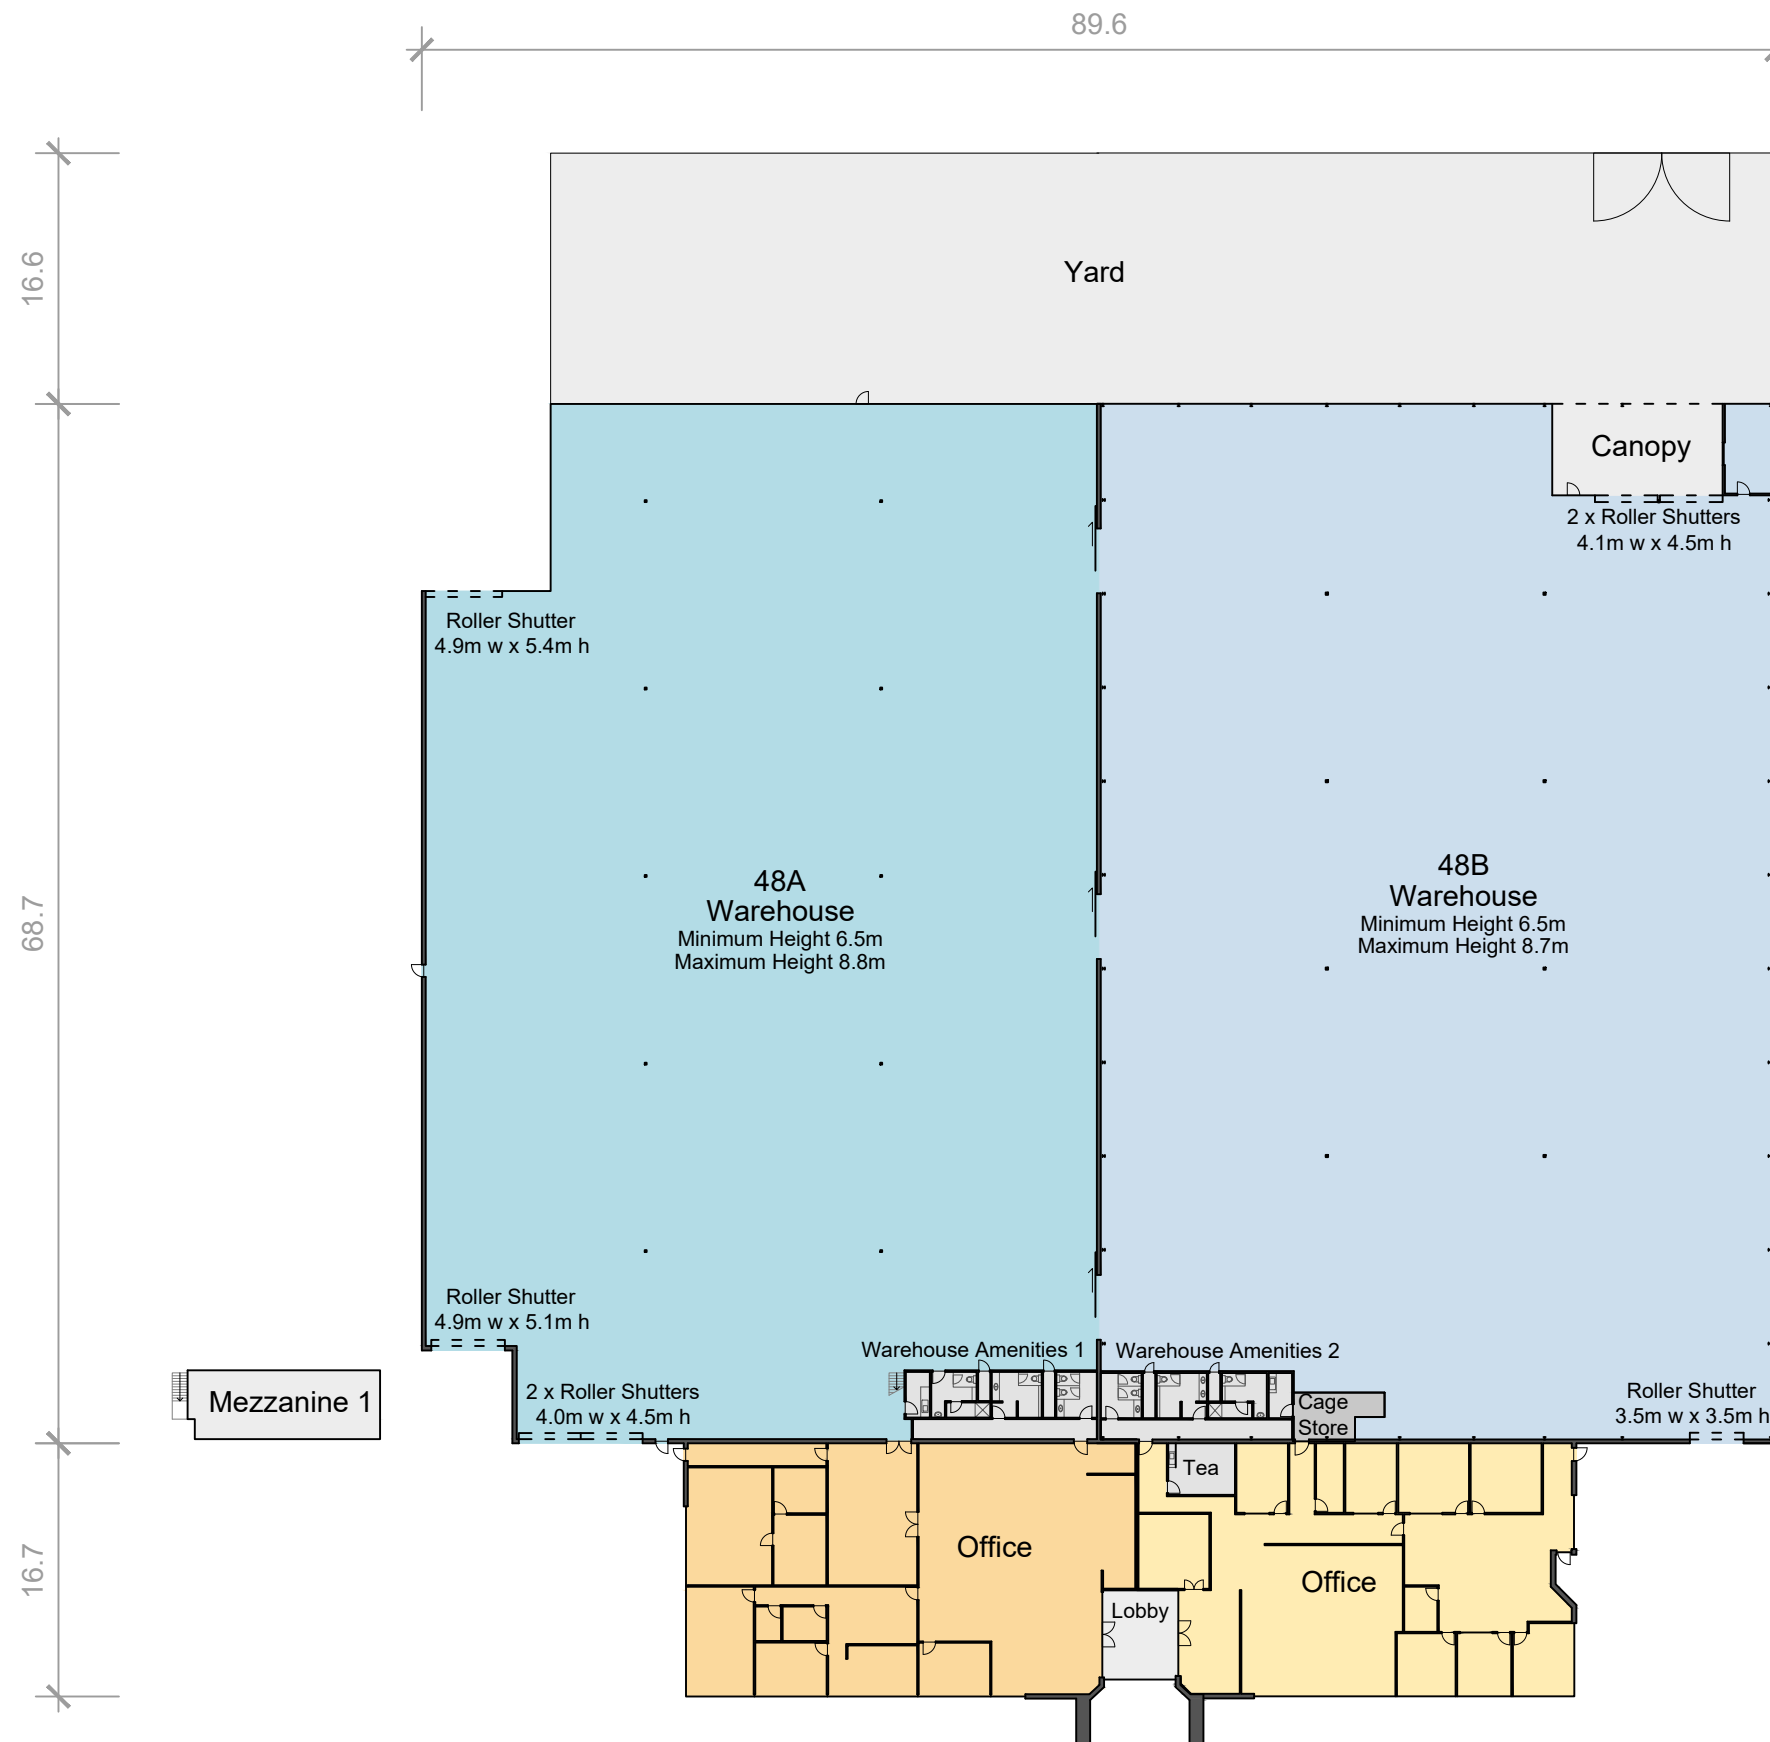 89.6
16.6
Yard
Canopy
2 x Roller Shutters
4.1m w x 4.5m h
Roller Shutter
4.9m w x 5.4m h
68.7
48A
Warehouse
Minimum Height 6.5m
Maximum Height 8.8m
48B
Warehouse
Minimum Height 6.5m
Maximum Height 8.7m
Roller Shutter
4.9m w x 5.1m h
Warehouse Amenities 1
Warehouse Amenities 2
Mezzanine 1
2 x Roller Shutters
4.0m w x 4.5m h
Cage
Store
Roller Shutter
3.5m w x 3.5m h
Tea
16.7
Office
Office
Lobby